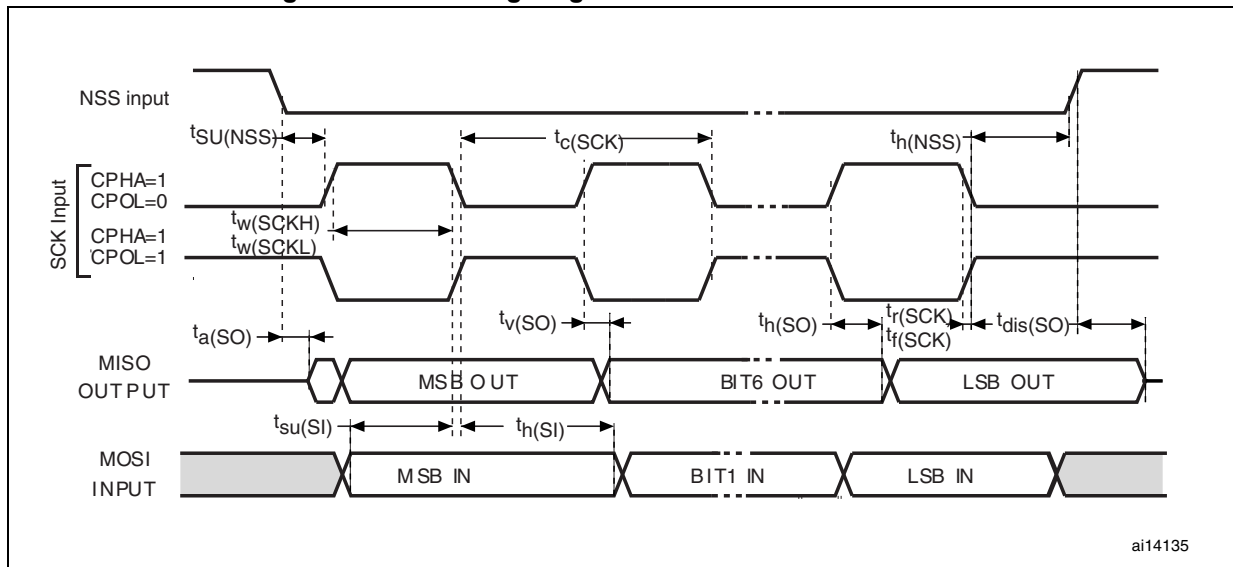 NSS input
tSU(NSS)
tc(SCK)
th(NSS)
SCK Input
CPHA=1
CPOL=0
tw(SCKH)
CPHA=1
tw(SCKL)
CPOL=1
ta(SO)
tv(SO)
th(SO)
tr(SCK)
tf(SCK)
tdis(SO)
MISO
OUTPUT
MSB OUT
BIT6 OUT
LSB OUT
tsu(SI)
th(SI)
MOSI
INPUT
MSB IN
BIT1 IN
LSB IN
ai14135